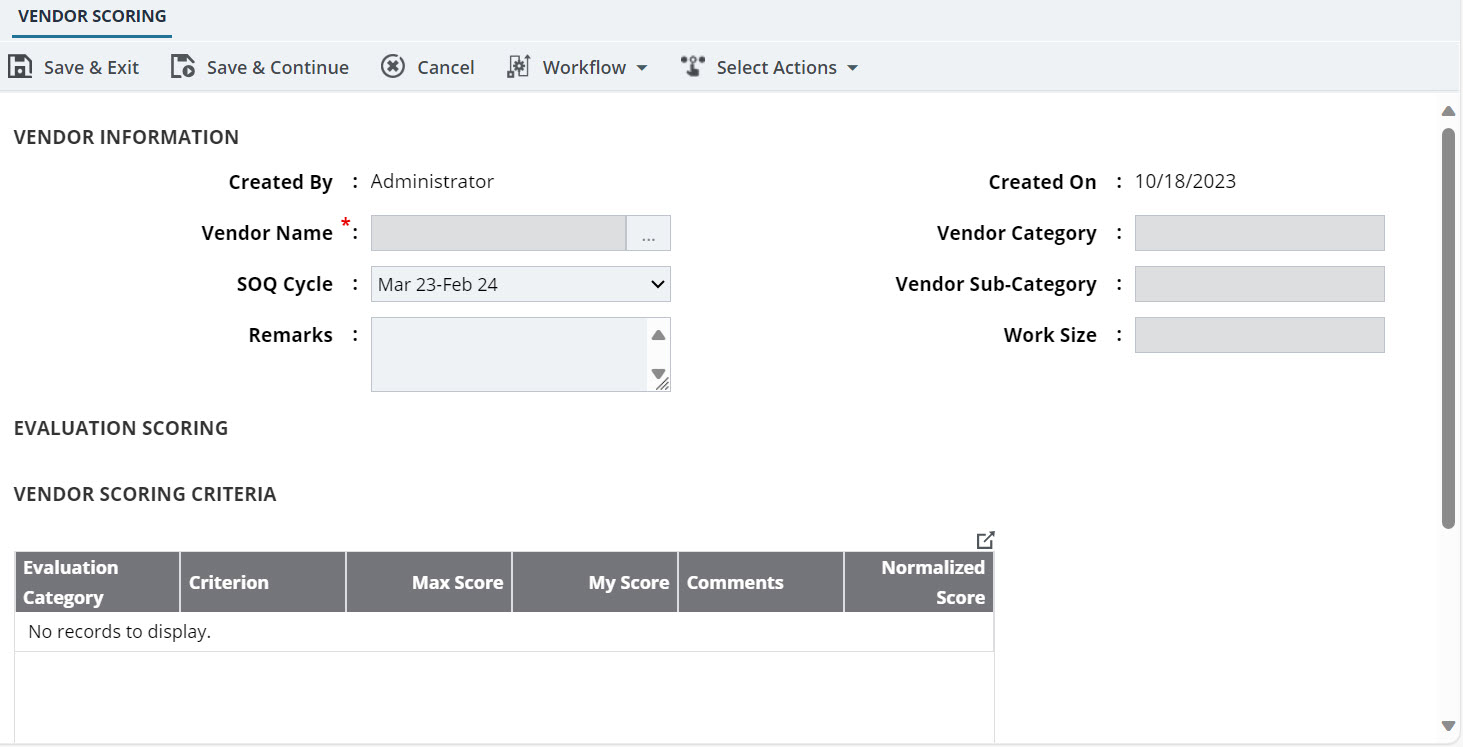 VENDOR SCORING
Save & Exit Save & Continue Cancel Workflow Select Actions
VENDOR INFORMATION
Created By : Administrator Created On : 10/18/2023
Vendor Name *: ... Vendor Category :
SOQ Cycle : Mar 23-Feb 24 Vendor Sub-Category :
Remarks : Work Size :
EVALUATION SCORING
VENDOR SCORING CRITERIA
Evaluation Category Criterion Max Score My Score Comments Normalized Score
No records to display.